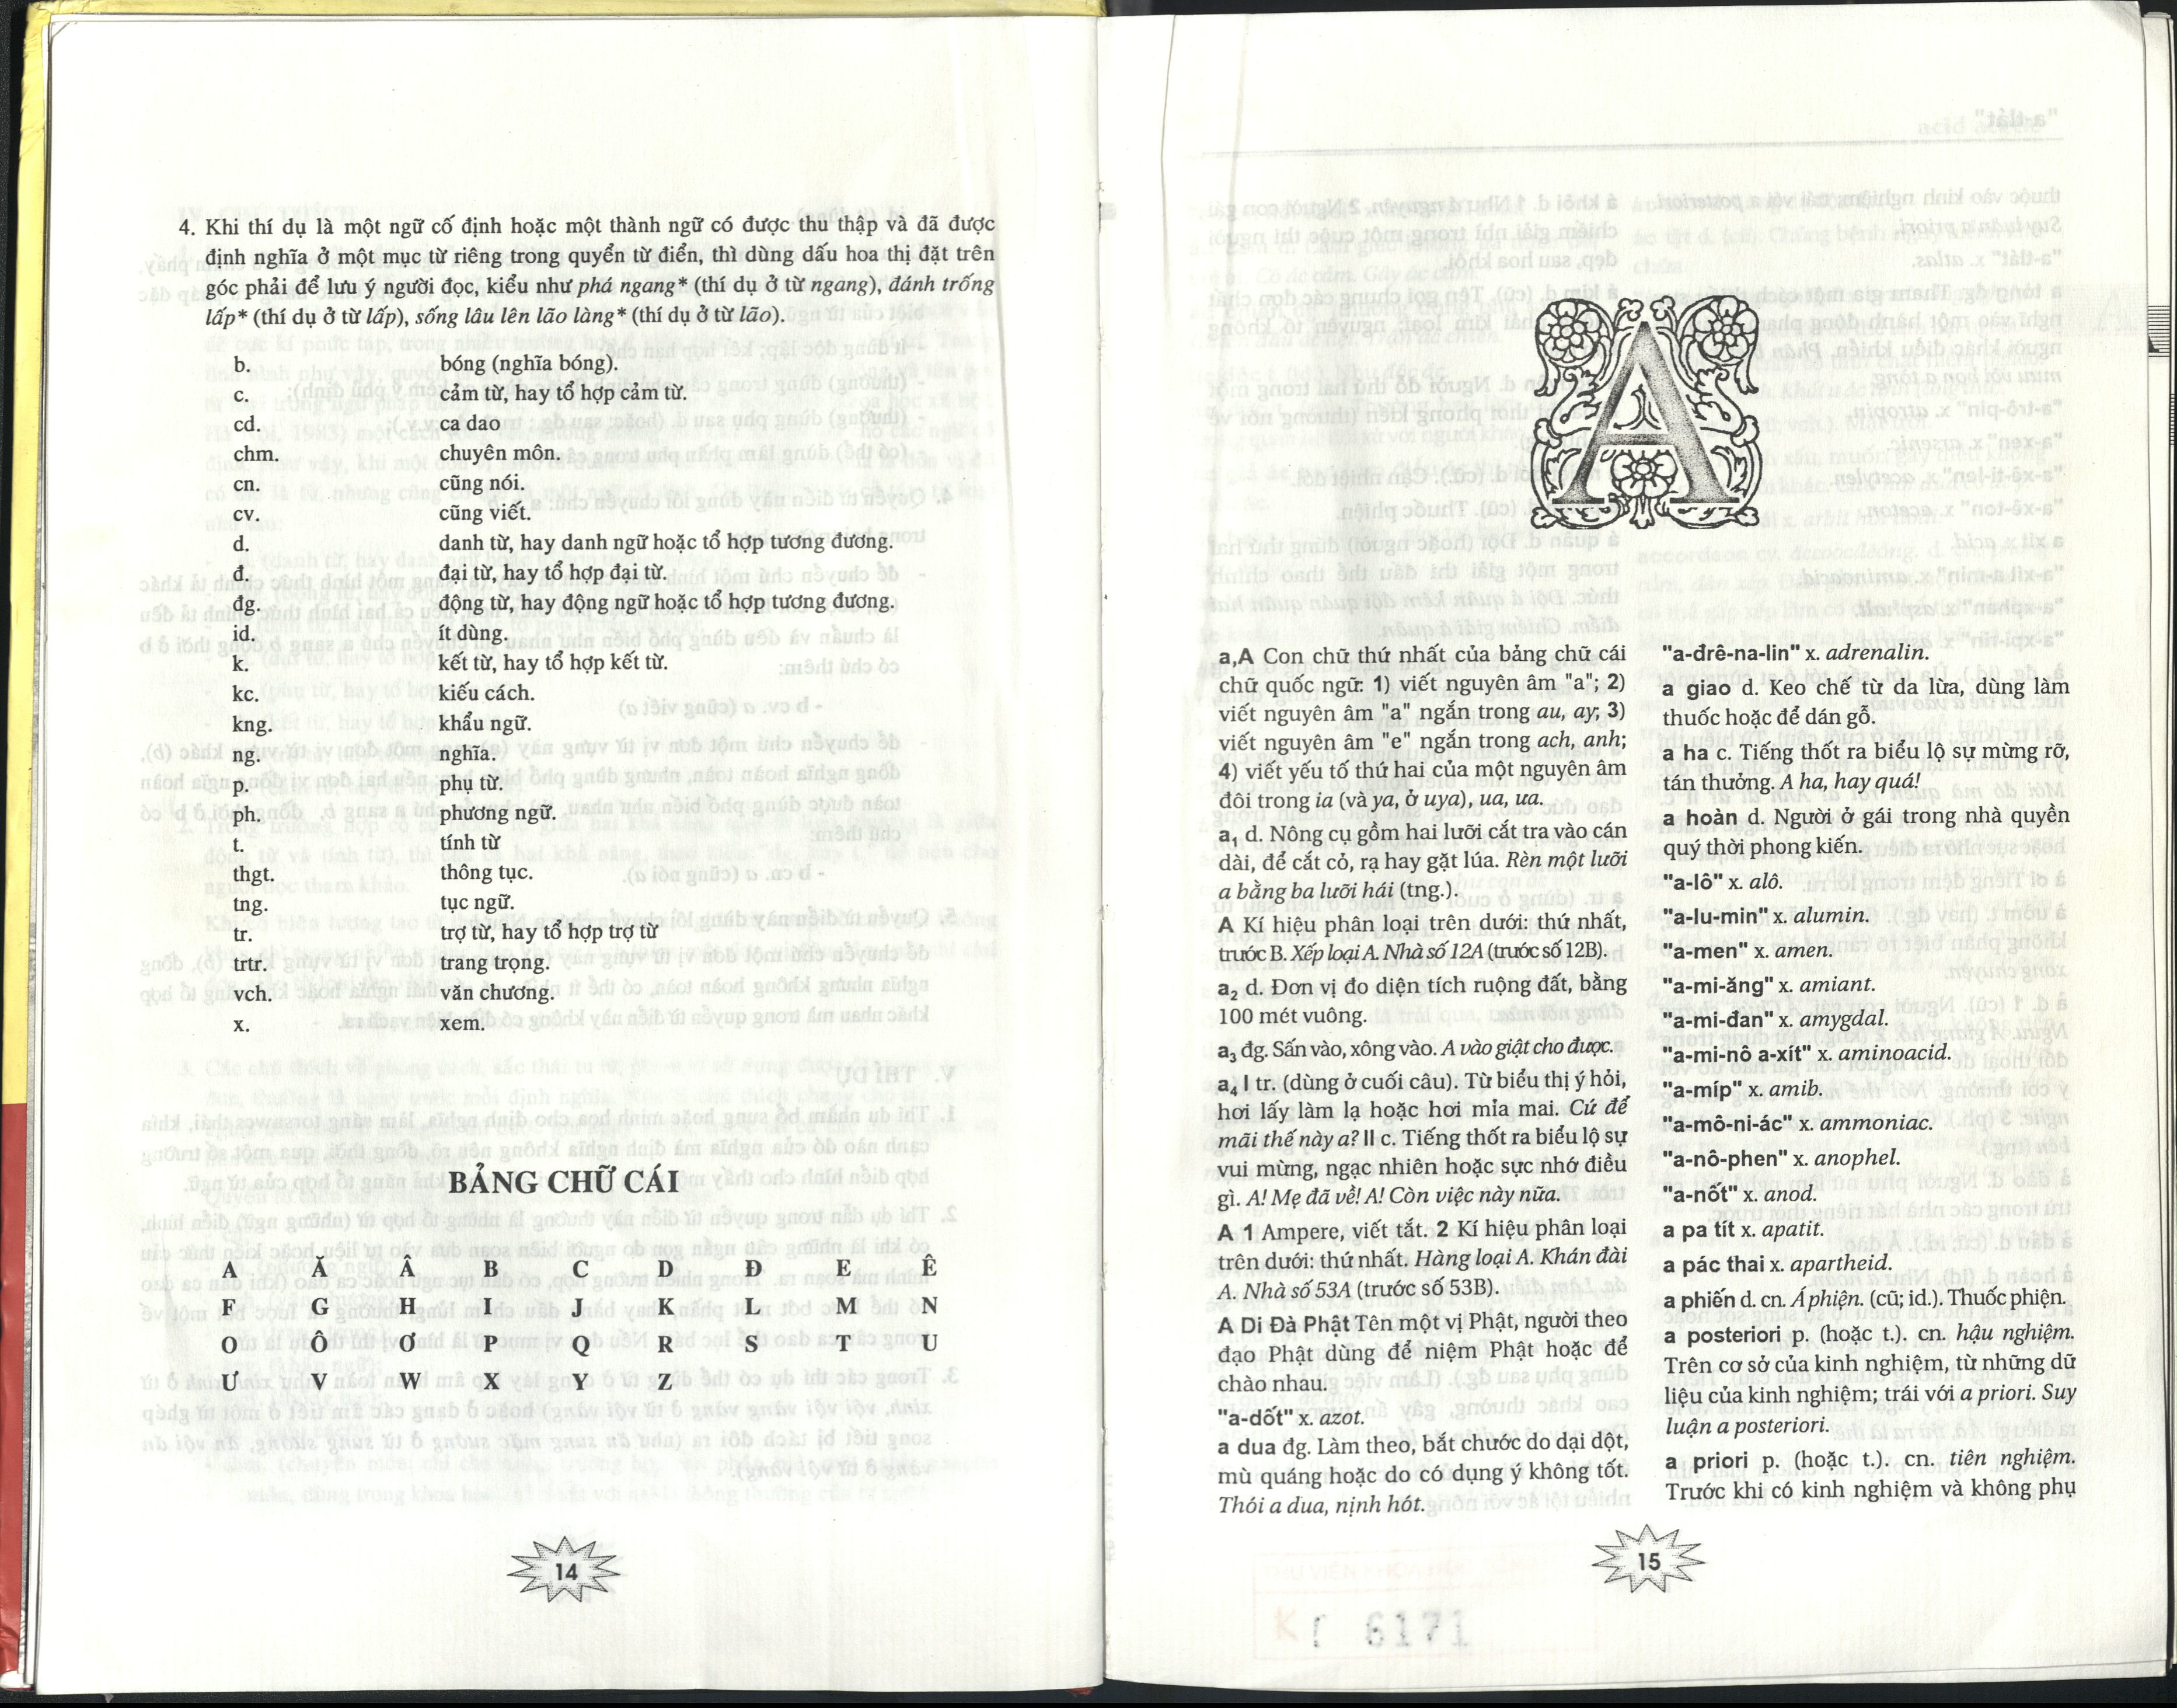 4. Khi thí dụ là một ngữ cố định hoặc một thành ngữ có được thu thập và đã được
định nghĩa ở một mục từ riêng trong quyển từ điển, thì dùng dấu hoa thị đặt trên
góc phải để lưu ý người đọc, kiểu như phá ngang* (thí dụ ở từ ngang), đánh trống
lấp* (thí dụ ở từ lấp), sống lâu lên lão làng* (thí dụ ở từ lão).
b. bóng (nghĩa bóng).
c. cảm từ, hay tổ hợp cảm từ.
cd. ca dao
chm. chuyên môn.
cn. cũng nói.
cv. cũng viết.
d. danh từ, hay danh ngữ hoặc tổ hợp tương đương.
đ. đại từ, hay tổ hợp đại từ.
đg. động từ, hay động ngữ hoặc tổ hợp tương đương.
id. ít dùng.
k. kết từ, hay tổ hợp kết từ.
kc. kiểu cách.
kng. khẩu ngữ.
ng. nghĩa.
p. phụ từ.
ph. phương ngữ.
t. tính từ
thgt. thông tục.
tng. tục ngữ.
tr. trợ từ, hay tổ hợp trợ từ
trtr. trang trọng.
vch. văn chương.
x. xem.
BẢNG CHỮ CÁI
A Ă Â B C D Đ E Ê
F G H I J K L M N
O Ô Ơ P Q R S T U
Ư V W X Y Z
14
A
a,A Con chữ thứ nhất của bảng chữ cái
chữ quốc ngữ: 1) viết nguyên âm "a"; 2)
viết nguyên âm "a" ngắn trong au, ay; 3)
viết nguyên âm "e" ngắn trong ach, anh;
4) viết yếu tố thứ hai của một nguyên âm
đôi trong ia (và ya, ở uya), ua, ưa.
a₁ d. Nông cụ gồm hai lưỡi cắt tra vào cán
dài, để cắt cỏ, rạ hay gặt lúa. Rèn một lưỡi
a bằng ba lưỡi hái (tng.).
A Kí hiệu phân loại trên dưới: thứ nhất,
trước B. Xếp loại A. Nhà số 12A (trước số 12B).
a₂ d. Đơn vị đo diện tích ruộng đất, bằng
100 mét vuông.
a₃ đg. Sấn vào, xông vào. A vào giật cho được.
a₄ I tr. (dùng ở cuối câu). Từ biểu thị ý hỏi,
hơi lấy làm lạ hoặc hơi mỉa mai. Cứ để
mãi thế này a? II c. Tiếng thốt ra biểu lộ sự
vui mừng, ngạc nhiên hoặc sực nhớ điều
gì. A! Mẹ đã về! A! Còn việc này nữa.
A 1 Ampere, viết tắt. 2 Kí hiệu phân loại
trên dưới: thứ nhất. Hàng loại A. Khán đài
A. Nhà số 53A (trước số 53B).
A Di Đà Phật Tên một vị Phật, người theo
đạo Phật dùng để niệm Phật hoặc để
chào nhau.
"a-dốt" x. azot.
a dua đg. Làm theo, bắt chước do dại dột,
mù quáng hoặc do có dụng ý không tốt.
Thói a dua, nịnh hót.
"a-đrê-na-lin" x. adrenalin.
a giao d. Keo chế từ da lừa, dùng làm
thuốc hoặc để dán gỗ.
a ha c. Tiếng thốt ra biểu lộ sự mừng rỡ,
tán thưởng. A ha, hay quá!
a hoàn d. Người ở gái trong nhà quyền
quý thời phong kiến.
"a-lô" x. alô.
"a-lu-min" x. alumin.
"a-men" x. amen.
"a-mi-ăng" x. amiant.
"a-mi-đan" x. amygdal.
"a-mi-nô a-xít" x. aminoacid.
"a-míp" x. amib.
"a-mô-ni-ác" x. ammoniac.
"a-nô-phen" x. anophel.
"a-nốt" x. anod.
a pa tít x. apatit.
a pác thai x. apartheid.
a phiến d. cn. Á phiện. (cũ; id.). Thuốc phiện.
a posteriori p. (hoặc t.). cn. hậu nghiệm.
Trên cơ sở của kinh nghiệm, từ những dữ
liệu của kinh nghiệm; trái với a priori. Suy
luận a posteriori.
a priori p. (hoặc t.). cn. tiên nghiệm.
Trước khi có kinh nghiệm và không phụ
15